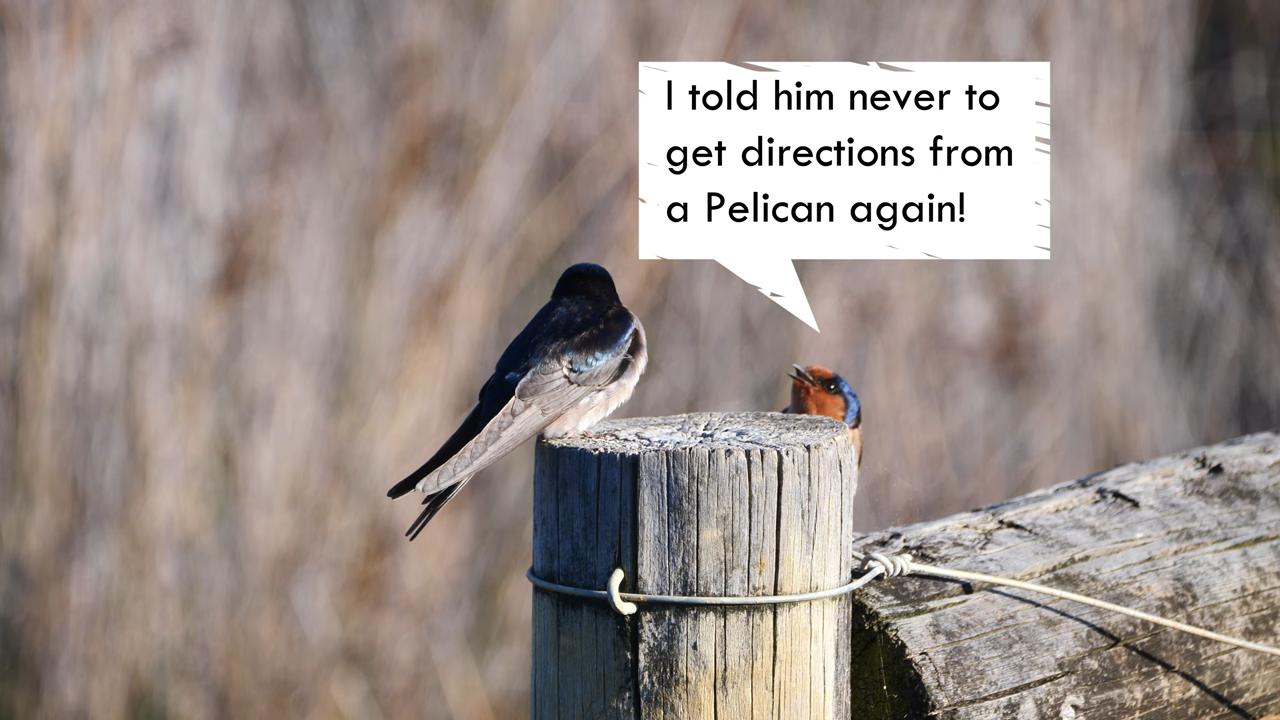 I told him never to
get directions from
a Pelican again!